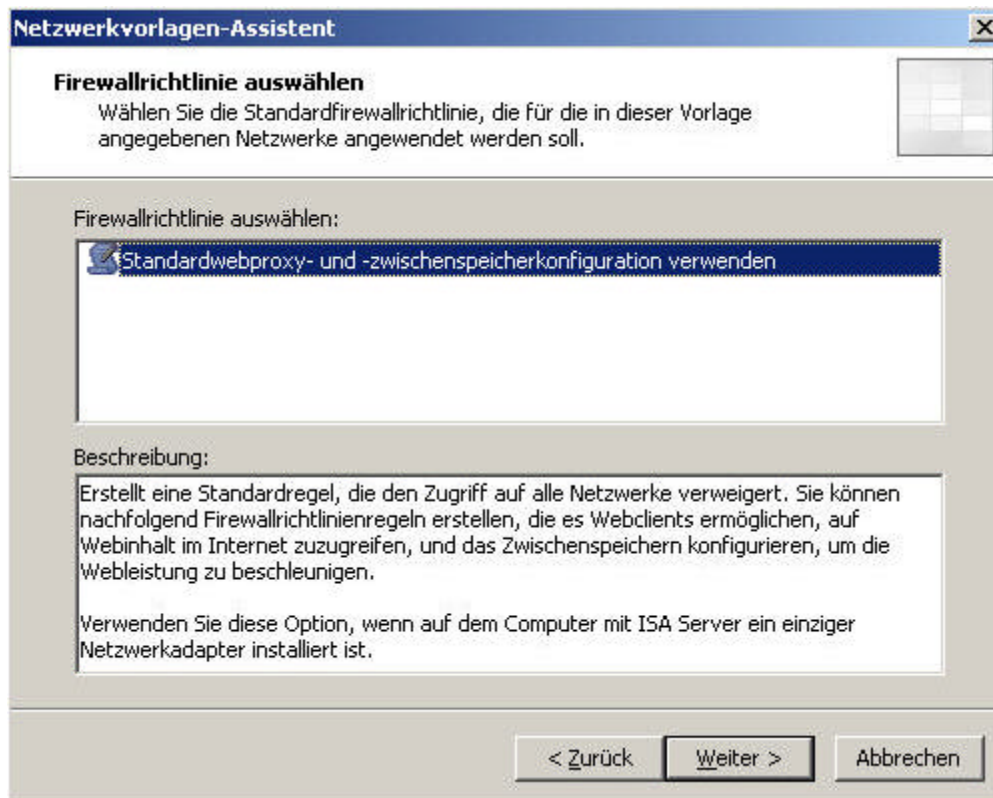 Netzwerkvorlagen-Assistent
Firewallrichtlinie auswählen
Wählen Sie die Standardfirewallrichtlinie, die für die in dieser Vorlage
angegebenen Netzwerke angewendet werden soll.
Firewallrichtlinie auswählen:
Standardwebproxy- und -zwischenspeicherkonfiguration verwenden
Beschreibung:
Erstellt eine Standardregel, die den Zugriff auf alle Netzwerke verweigert. Sie können
nachfolgend Firewallrichtlinienregeln erstellen, die es Webclients ermöglichen, auf
Webinhalt im Internet zuzugreifen, und das Zwischenspeichern konfigurieren, um die
Webleistung zu beschleunigen.
Verwenden Sie diese Option, wenn auf dem Computer mit ISA Server ein einziger
Netzwerkadapter installiert ist.
< Zurück Weiter > Abbrechen